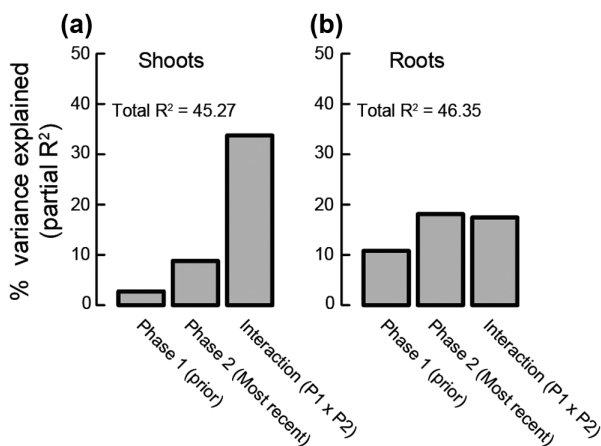 (a)
Shoots
Total R² = 45.27
% variance explained
(partial R²)
50
40
30
20
10
0
Phase 1 (prior)
Phase 2 (Most recent)
Interaction (P1 x P2)
(b)
Roots
Total R² = 46.35
50
40
30
20
10
0
Phase 1 (prior)
Phase 2 (Most recent)
Interaction (P1 x P2)